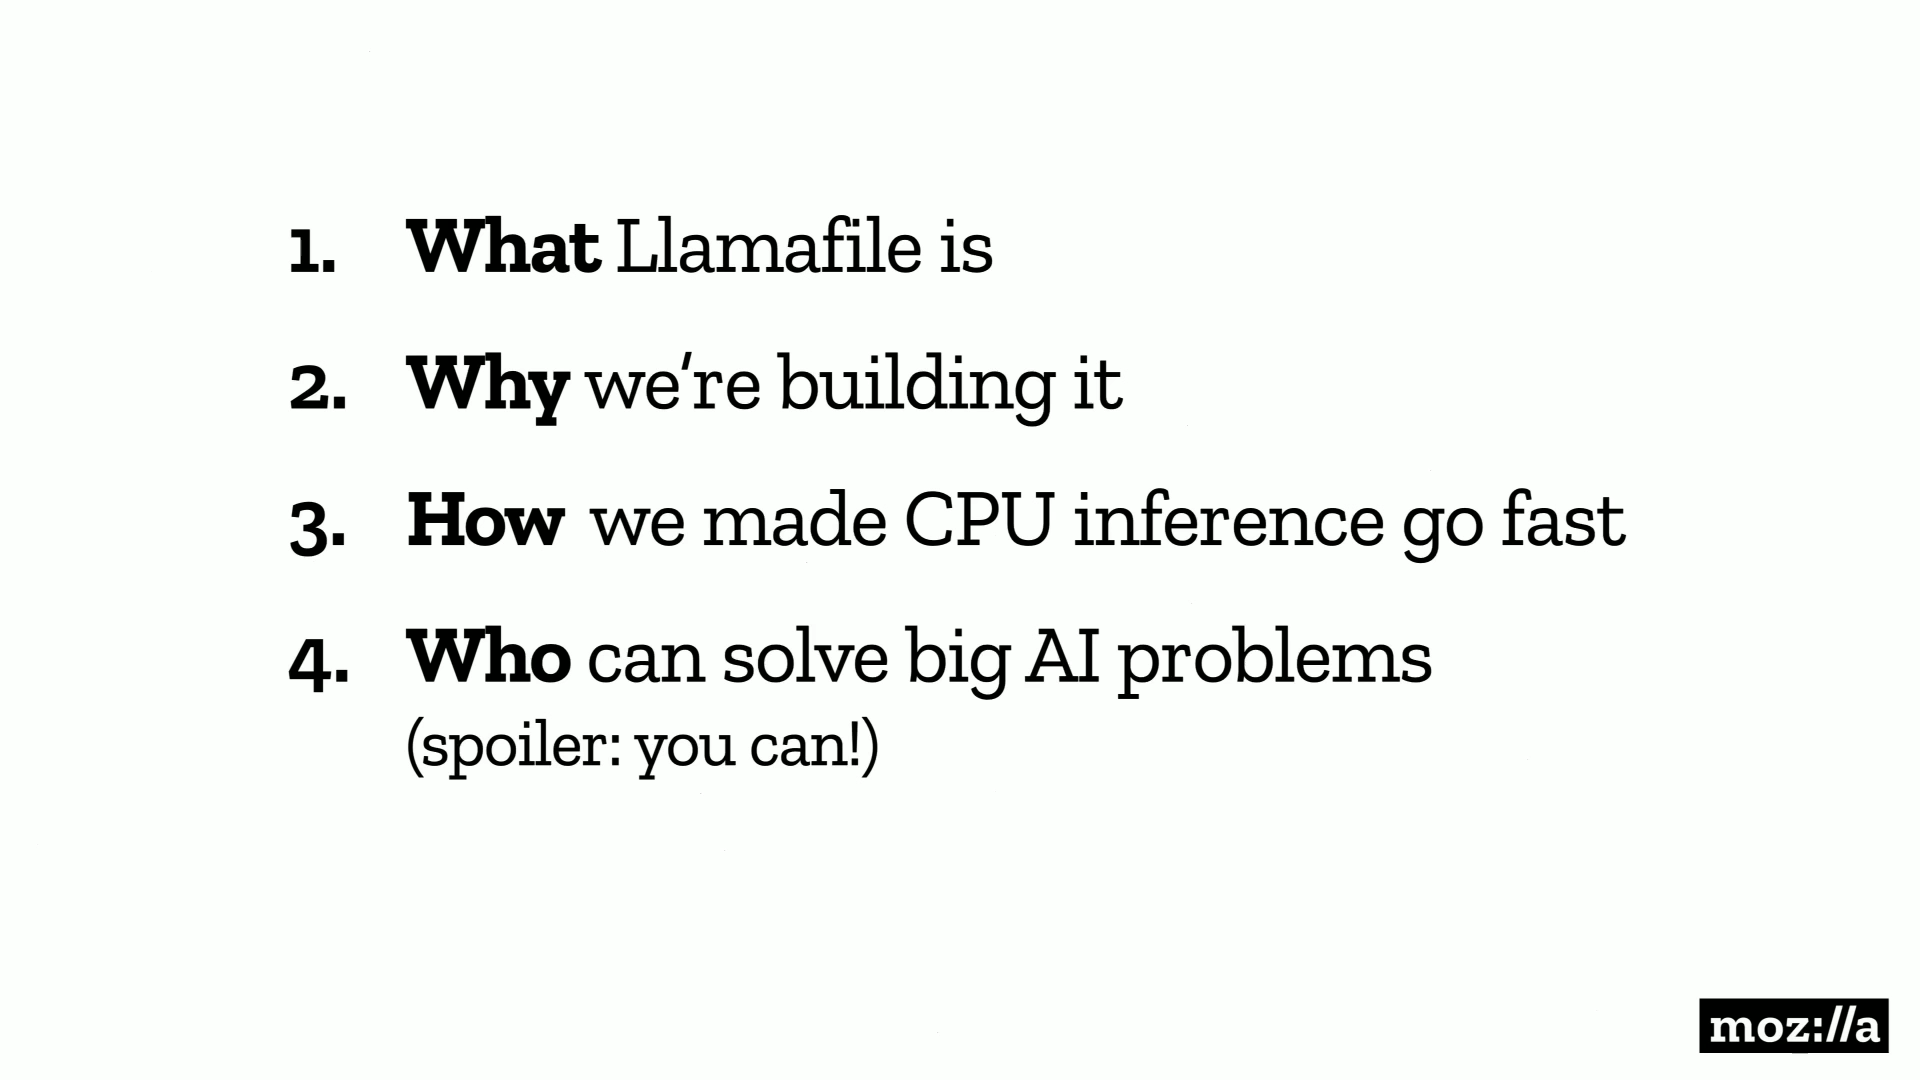 1. What Llamafile is
2. Why we're building it
3. How we made CPU inference go fast
4. Who can solve big AI problems
(spoiler: you can!)
moz://a